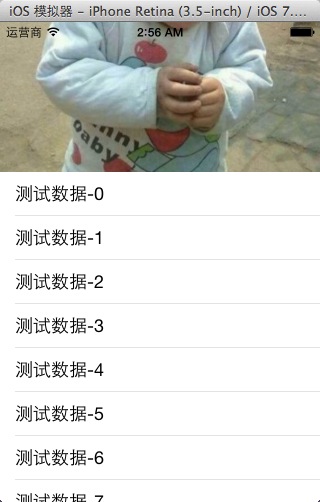 iOS 模拟器 - iPhone Retina (3.5-inch) / iOS 7....
运营商 2:56 AM
nny
baby
测试数据-0
测试数据-1
测试数据-2
测试数据-3
测试数据-4
测试数据-5
测试数据-6
测试数据-7